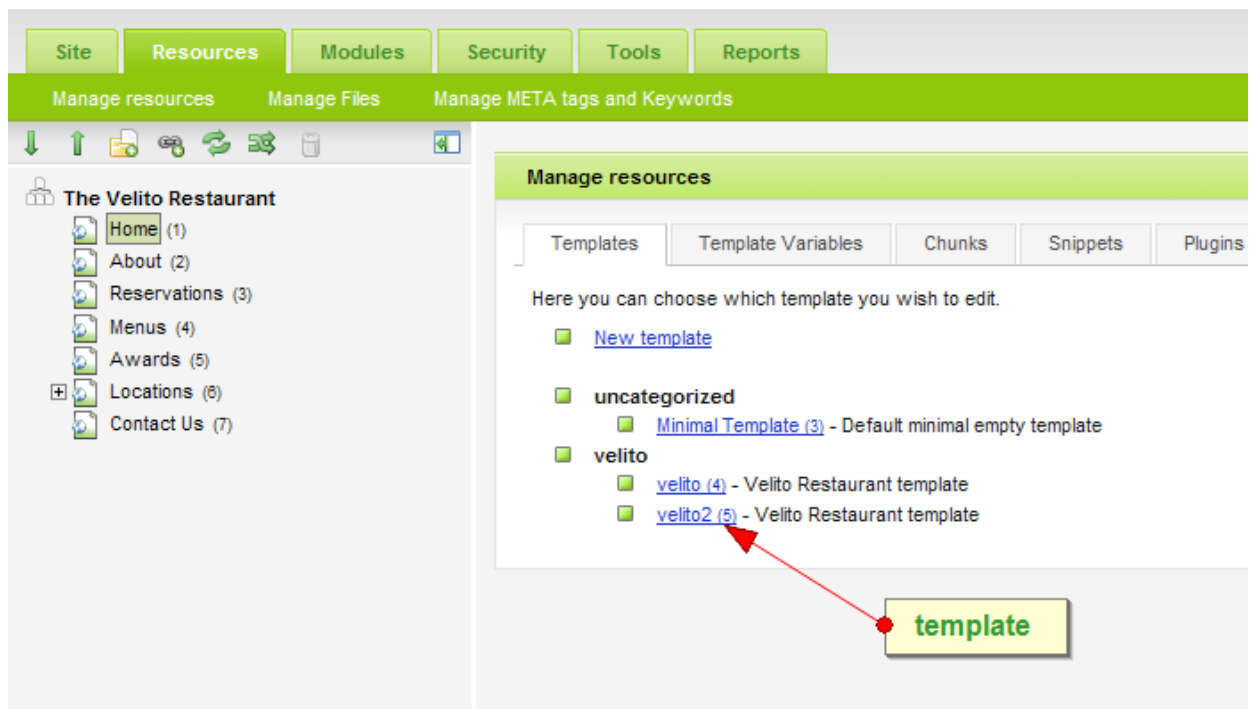 Site Resources Modules Security Tools Reports
Manage resources Manage Files Manage META tags and Keywords
The Velito Restaurant
Home (1)
About (2)
Reservations (3)
Menus (4)
Awards (5)
Locations (6)
Contact Us (7)
Manage resources
Templates Template Variables Chunks Snippets Plugins
Here you can choose which template you wish to edit.
New template
uncategorized
Minimal Template (3) - Default minimal empty template
velito
velito (4) - Velito Restaurant template
velito2 (5) - Velito Restaurant template
template